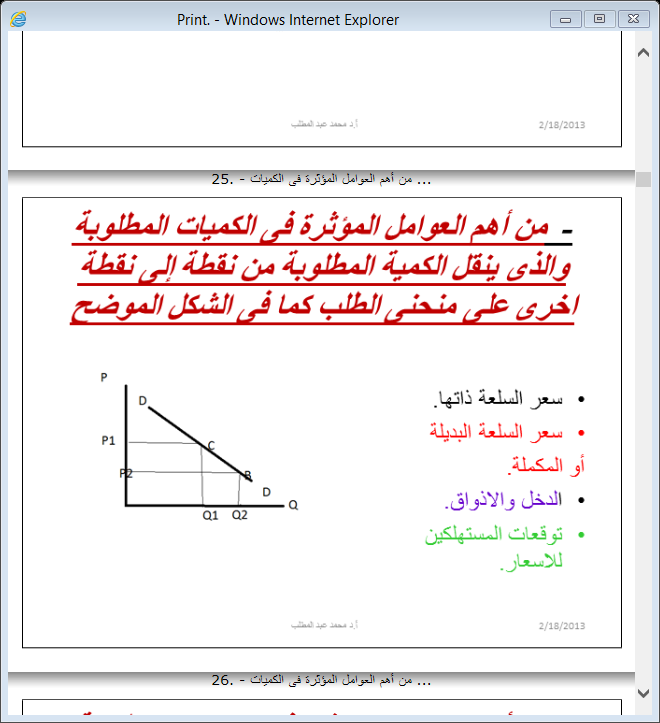 Print. - Windows Internet Explorer
أ.د محمد عبد المطلب
2/18/2013
25. - من أهم العوامل المؤثرة فى الكميات ...
- من أهم العوامل المؤثرة فى الكميات المطلوبة
والذى ينقل الكمية المطلوبة من نقطة إلى نقطة
اخرى على منحنى الطلب كما فى الشكل الموضح
• سعر السلعة ذاتها.
• سعر السلعة البديلة
أو المكملة.
• الدخل والاذواق.
• توقعات المستهلكين
للاسعار.
P
D
P1
C
P2
B
D
Q
Q1 Q2
أ.د محمد عبد المطلب
2/18/2013
26. - من أهم العوامل المؤثرة فى الكميات ...